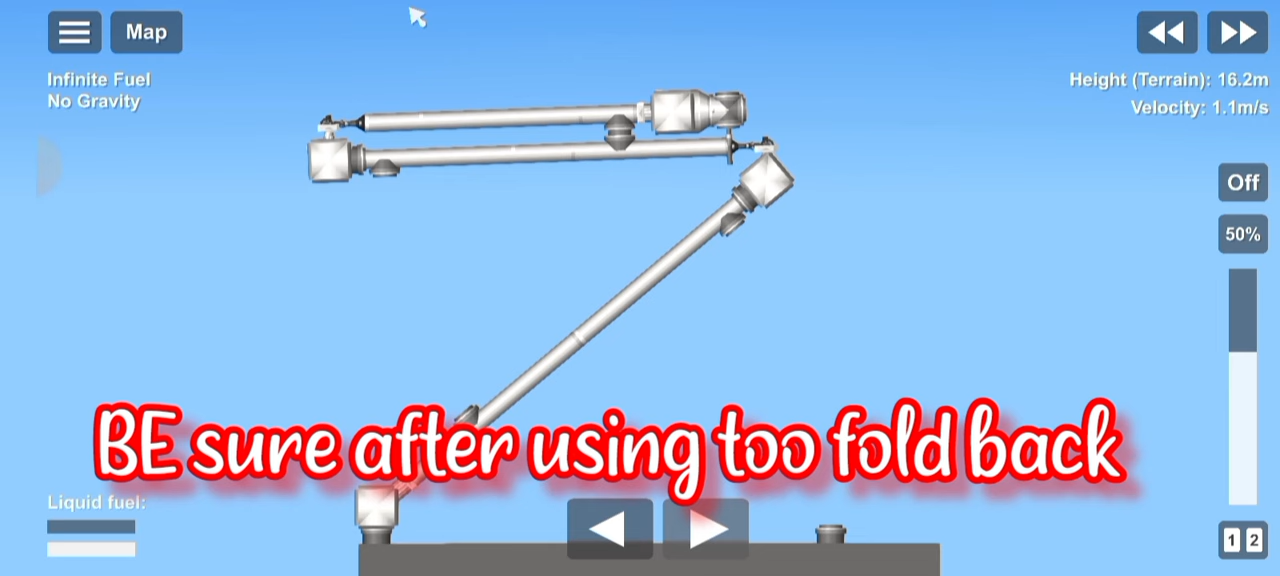 Map
Infinite Fuel
No Gravity
Height (Terrain): 16.2m
Velocity: 1.1m/s
Off
50%
BE sure after using too fold back
Liquid fuel:
1 2